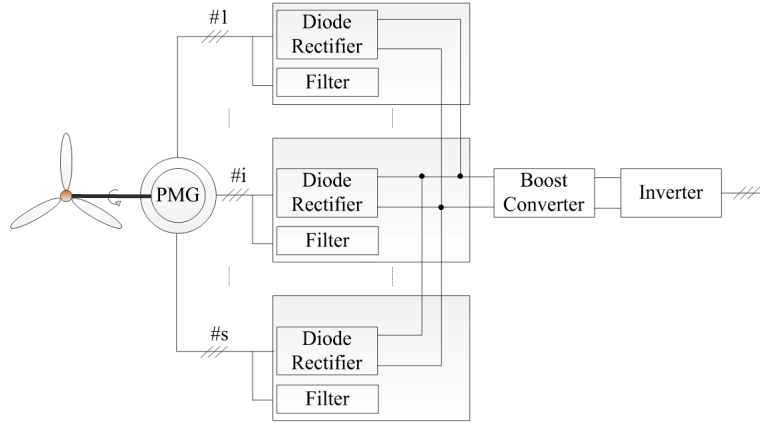 #1
Diode
Rectifier
Filter
#i
PMG
Diode
Rectifier
Filter
Boost
Converter
Inverter
#s
Diode
Rectifier
Filter